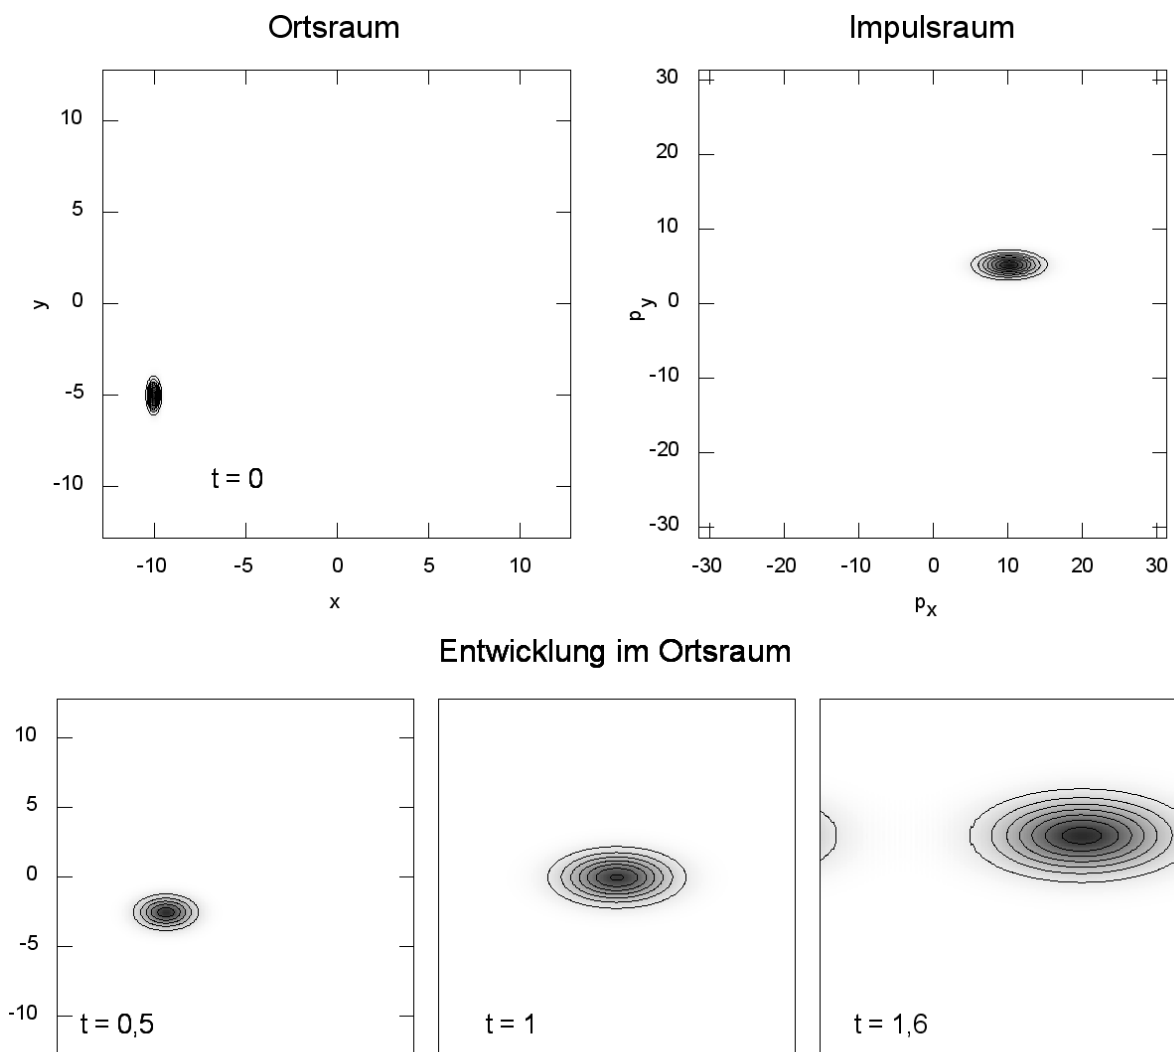 Ortsraum
Impulsraum
10
5
0
-5
-10
y
t = 0
-10 -5 0 5 10
x
30
20
10
0
-10
-20
-30
p_y
-30 -20 -10 0 10 20 30
p_x
Entwicklung im Ortsraum
10
5
0
-5
-10
t = 0,5
t = 1
t = 1,6